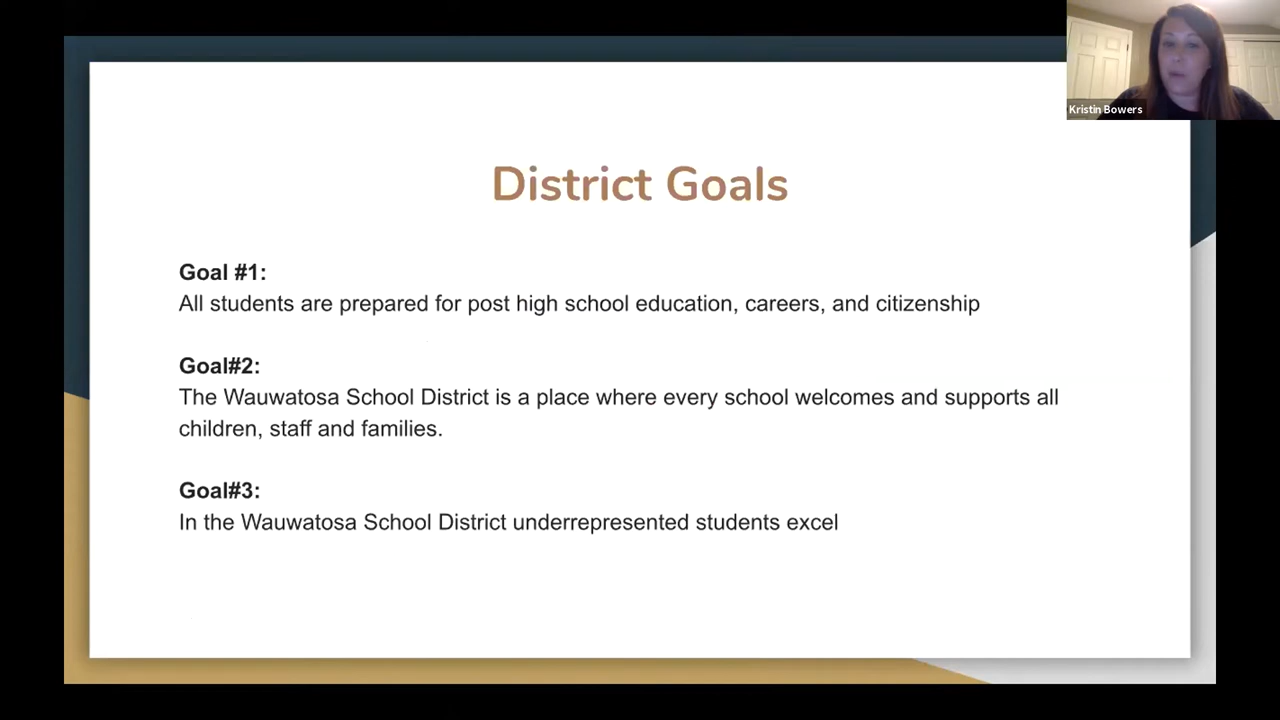 Kristin Bowers
District Goals
Goal #1:
All students are prepared for post high school education, careers, and citizenship
Goal#2:
The Wauwatosa School District is a place where every school welcomes and supports all
children, staff and families.
Goal#3:
In the Wauwatosa School District underrepresented students excel